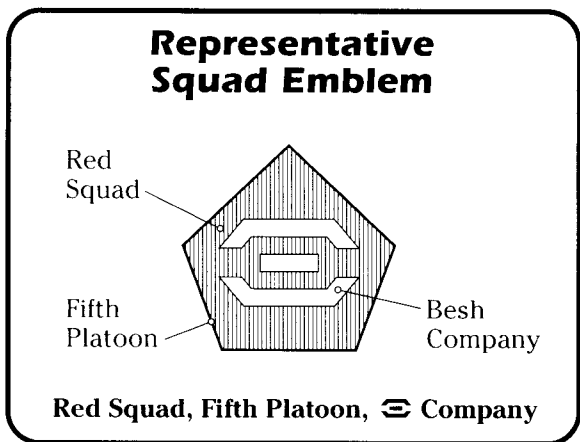 Representative
Squad Emblem
Red
Squad
Fifth
Platoon
Besh
Company
Red Squad, Fifth Platoon, Company